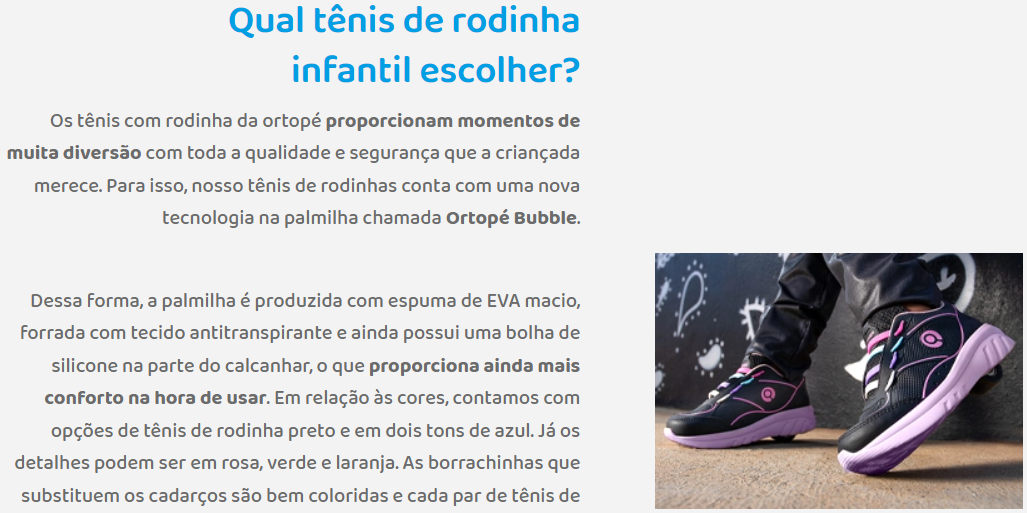 Qual tênis de rodinha
infantil escolher?
Os tênis com rodinha da ortopé proporcionam momentos de
muita diversão com toda a qualidade e segurança que a criançada
merece. Para isso, nosso tênis de rodinhas conta com uma nova
tecnologia na palmilha chamada Ortopé Bubble.
Dessa forma, a palmilha é produzida com espuma de EVA macio,
forrada com tecido antitranspirante e ainda possui uma bolha de
silicone na parte do calcanhar, o que proporciona ainda mais
conforto na hora de usar. Em relação às cores, contamos com
opções de tênis de rodinha preto e em dois tons de azul. Já os
detalhes podem ser em rosa, verde e laranja. As borrachinhas que
substituem os cadarços são bem coloridas e cada par de tênis de